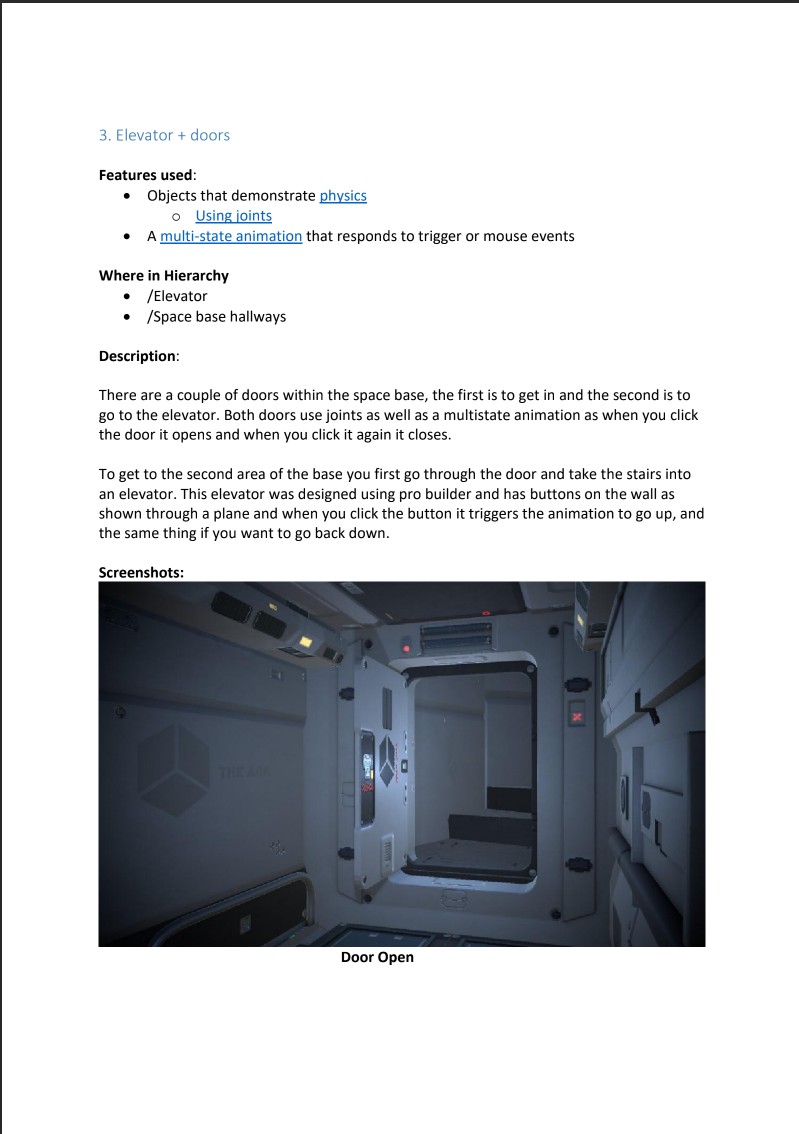 3. Elevator + doors
Features used:
• Objects that demonstrate physics
o Using joints
• A multi-state animation that responds to trigger or mouse events
Where in Hierarchy
• /Elevator
• /Space base hallways
Description:
There are a couple of doors within the space base, the first is to get in and the second is to
go to the elevator. Both doors use joints as well as a multistate animation as when you click
the door it opens and when you click it again it closes.
To get to the second area of the base you first go through the door and take the stairs into
an elevator. This elevator was designed using pro builder and has buttons on the wall as
shown through a plane and when you click the button it triggers the animation to go up, and
the same thing if you want to go back down.
Screenshots:
Door Open